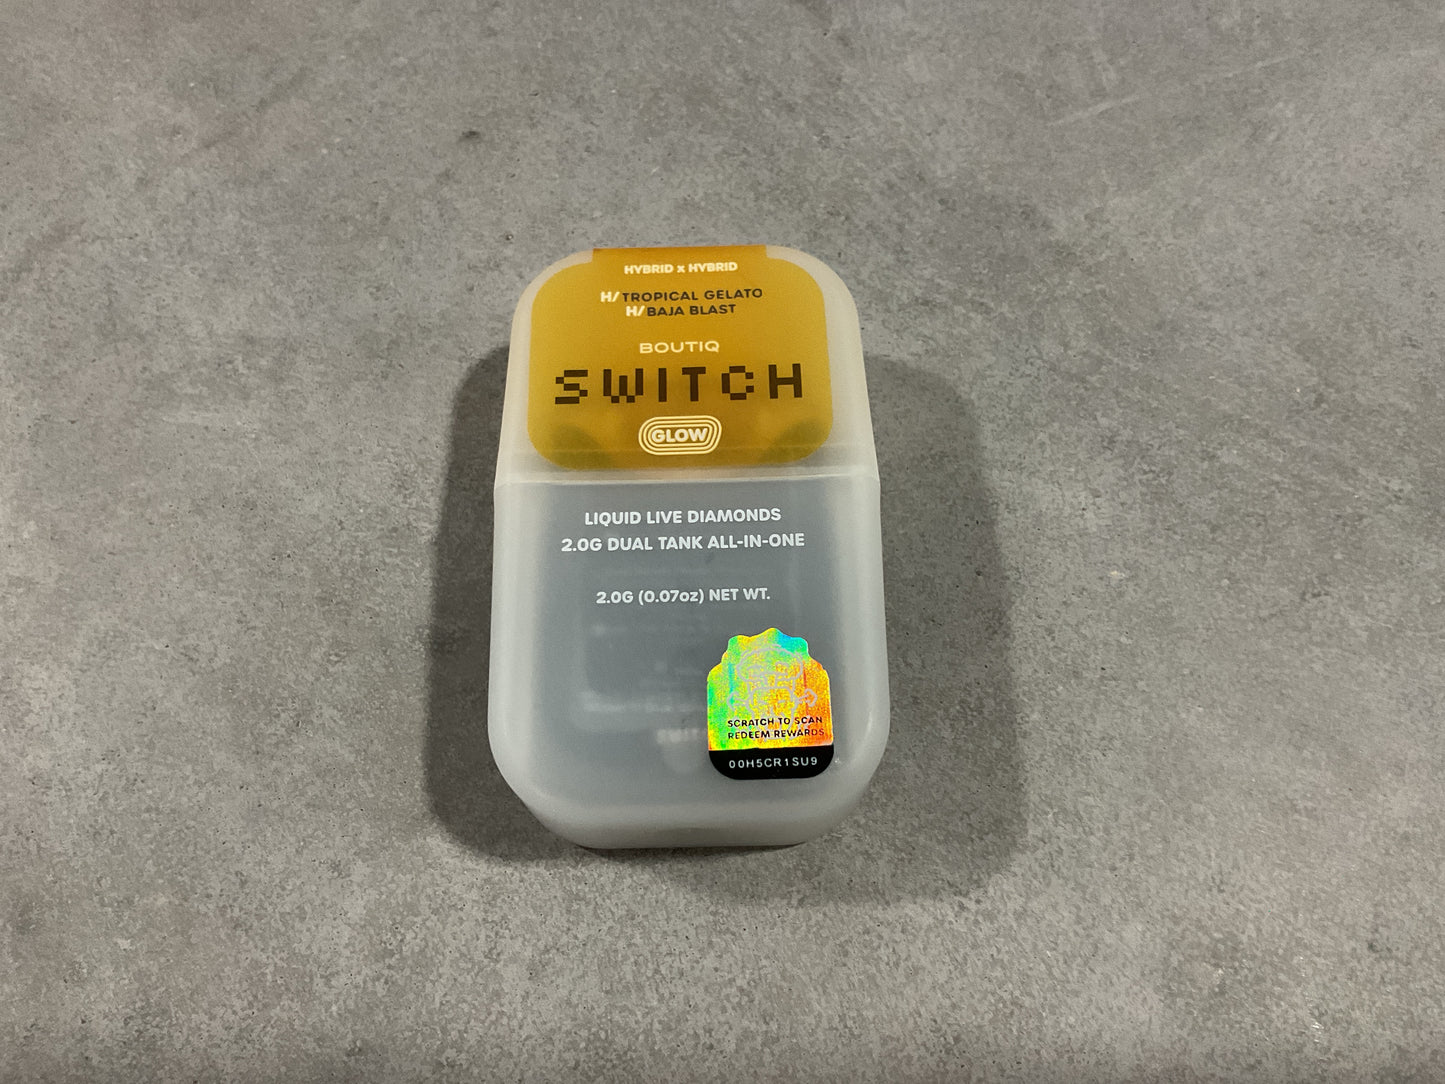 HYBRID x HYBRID
H/TROPICAL GELATO
H/BAJA BLAST
BOUTIQ
SWITCH
GLOW
LIQUID LIVE DIAMONDS
2.0G DUAL TANK ALL-IN-ONE
2.0G (0.07oz) NET WT.
SCRATCH TO SCAN
REDEEM REWARDS
00H5CR1SU9